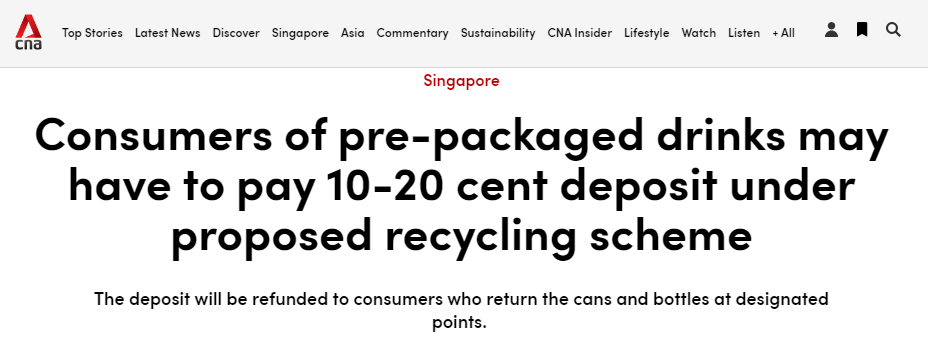 cna
Top Stories Latest News Discover Singapore Asia Commentary Sustainability CNA Insider Lifestyle Watch Listen + All
Singapore
Consumers of pre-packaged drinks may
have to pay 10-20 cent deposit under
proposed recycling scheme
The deposit will be refunded to consumers who return the cans and bottles at designated
points.